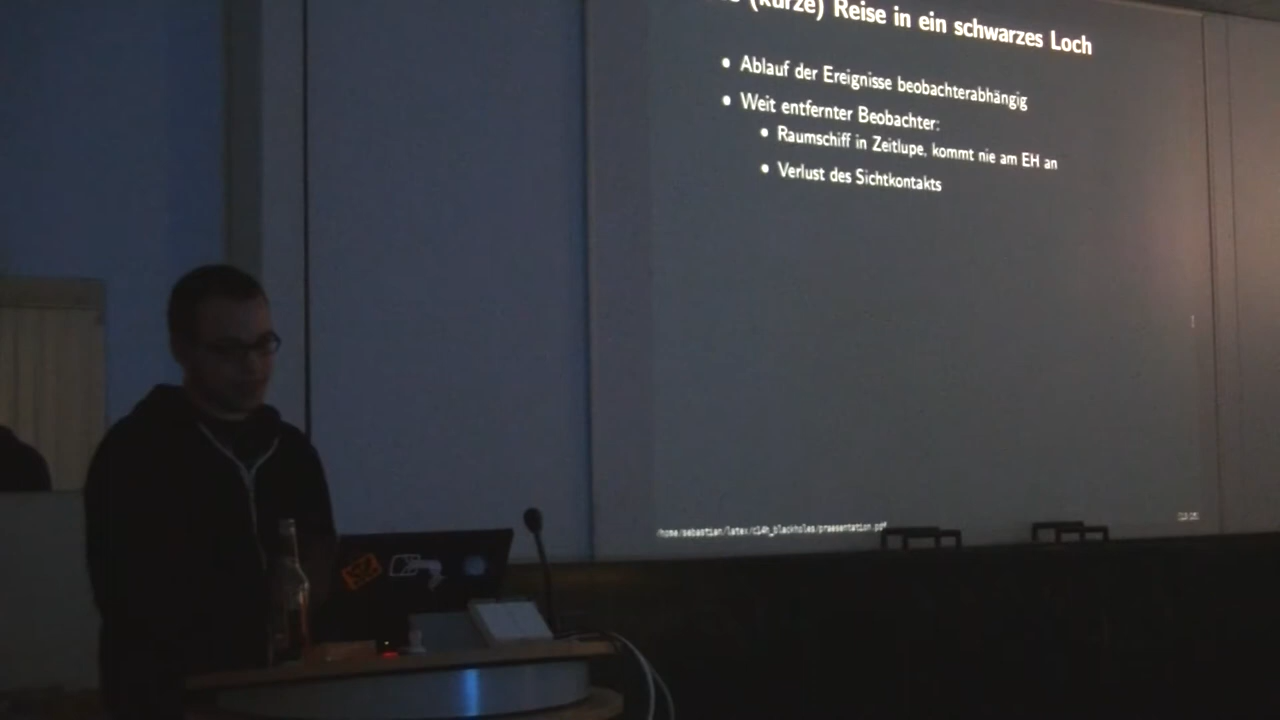 (kurze) Reise in ein schwarzes Loch
Ablauf der Ereignisse beobachterabhängig
Weit entfernter Beobachter:
Raumschiff in Zeitlupe, kommt nie am EH an
Verlust des Sichtkontakts
/home/sebastian/latex/c14h_blackholes/praesentation.pdf